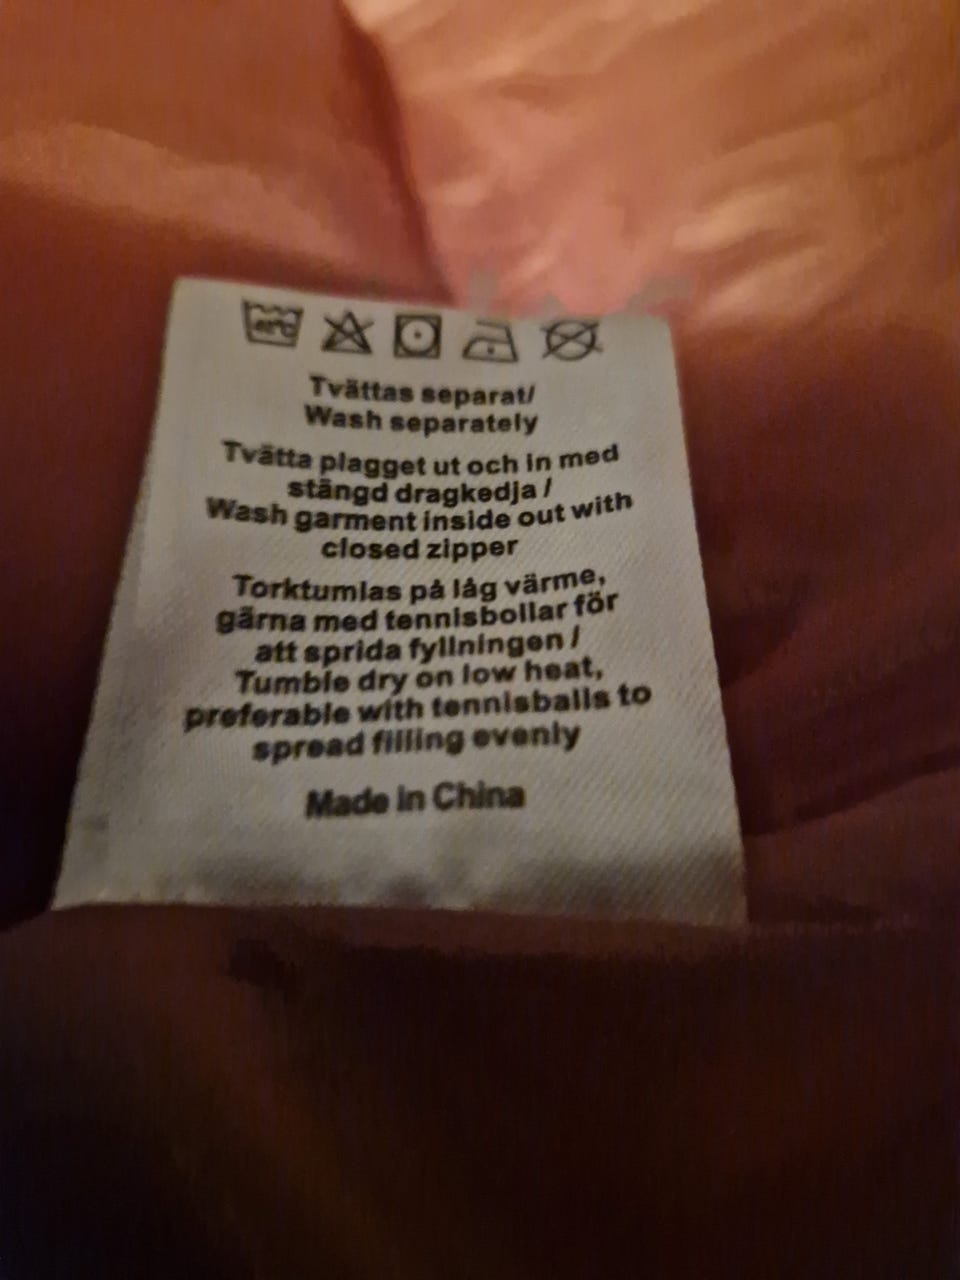 Tvättas separat/
Wash separately
Tvätta plagget ut och in med
stängd dragkedja /
Wash garment inside out with
closed zipper
Torktumlas på låg värme,
gärna med tennisbollar för
att sprida fyllningen /
Tumble dry on low heat,
preferable with tennisballs to
spread filling evenly
Made in China